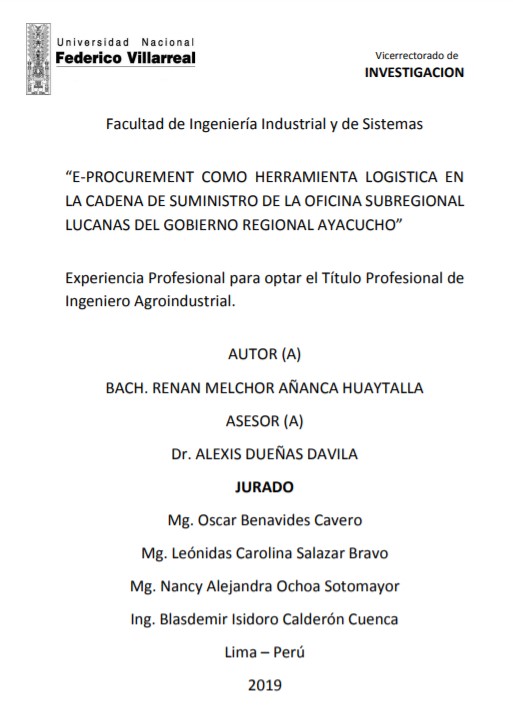 Universidad Nacional
Federico Villarreal
Vicerrectorado de
INVESTIGACION
Facultad de Ingeniería Industrial y de Sistemas
“E-PROCUREMENT COMO HERRAMIENTA LOGISTICA EN
LA CADENA DE SUMINISTRO DE LA OFICINA SUBREGIONAL
LUCANAS DEL GOBIERNO REGIONAL AYACUCHO”
Experiencia Profesional para optar el Título Profesional de
Ingeniero Agroindustrial.
AUTOR (A)
BACH. RENAN MELCHOR AÑANCA HUAYTALLA
ASESOR (A)
Dr. ALEXIS DUEÑAS DAVILA
JURADO
Mg. Oscar Benavides Cavero
Mg. Leónidas Carolina Salazar Bravo
Mg. Nancy Alejandra Ochoa Sotomayor
Ing. Blasdemir Isidoro Calderón Cuenca
Lima – Perú
2019